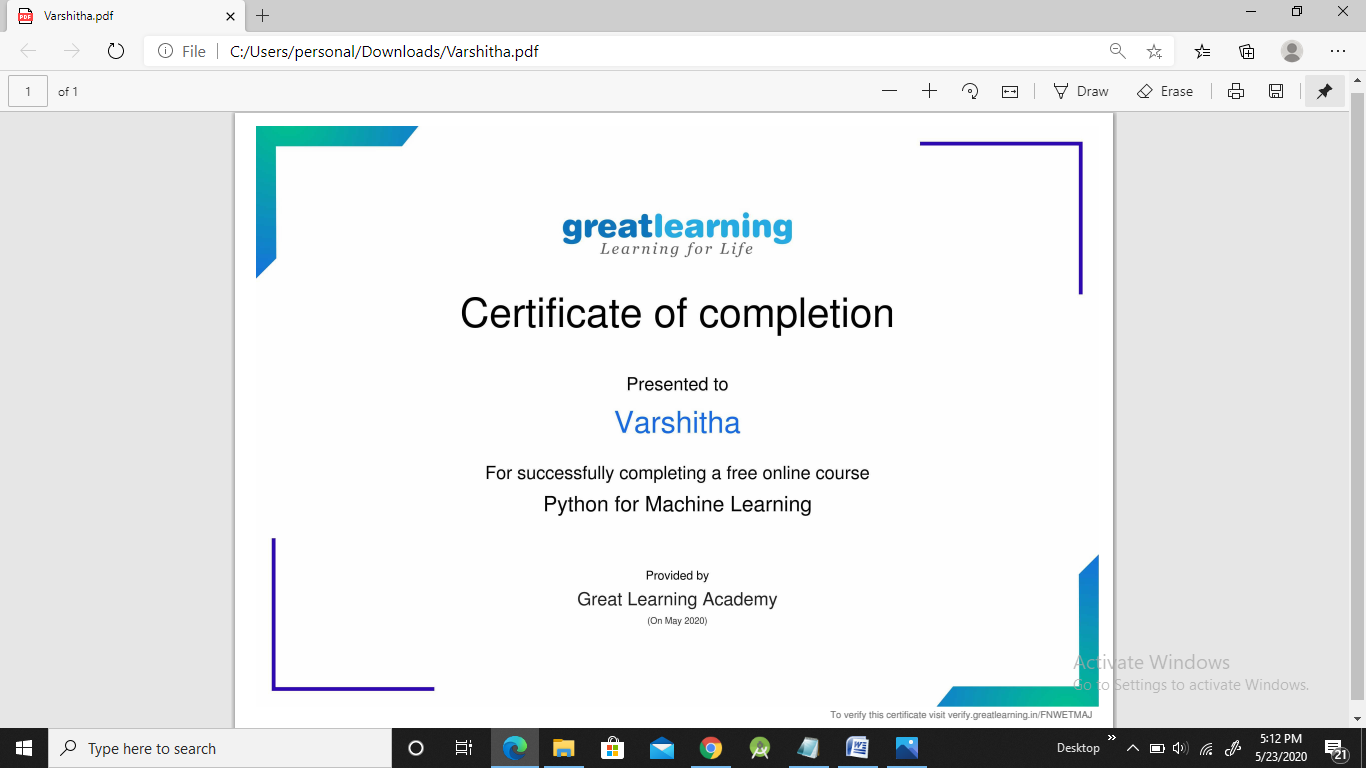 Varshitha.pdf
File
C:/Users/personal/Downloads/Varshitha.pdf
1 of 1
Draw
Erase
greatlearning
Learning for Life
Certificate of completion
Presented to
Varshitha
For successfully completing a free online course
Python for Machine Learning
Provided by
Great Learning Academy
(On May 2020)
Activate Windows
Go to Settings to activate Windows.
To verify this certificate visit verify.greatlearning.in/FNWETMAJ
Type here to search
Desktop
5:12 PM
5/23/2020
21